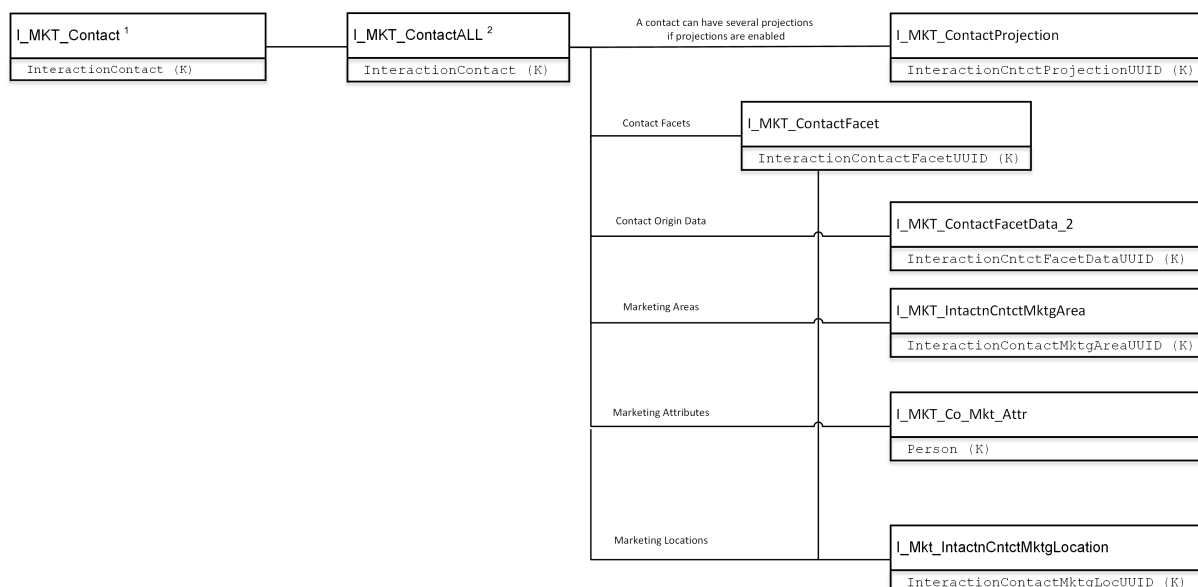 I_MKT_Contact ¹
InteractionContact (K)
I_MKT_ContactALL ²
InteractionContact (K)
A contact can have several projections
if projections are enabled
I_MKT_ContactProjection
InteractionCntctProjectionUUID (K)
Contact Facets
I_MKT_ContactFacet
InteractionContactFacetUUID (K)
Contact Origin Data
I_MKT_ContactFacetData_2
InteractionCntctFacetDataUUID (K)
Marketing Areas
I_MKT_IntactnCntctMktgArea
InteractionContactMktgAreaUUID (K)
Marketing Attributes
I_MKT_Co_Mkt_Attr
Person (K)
Marketing Locations
I_Mkt_IntactnCntctMktgLocation
InteractionContactMktgLocUUID (K)